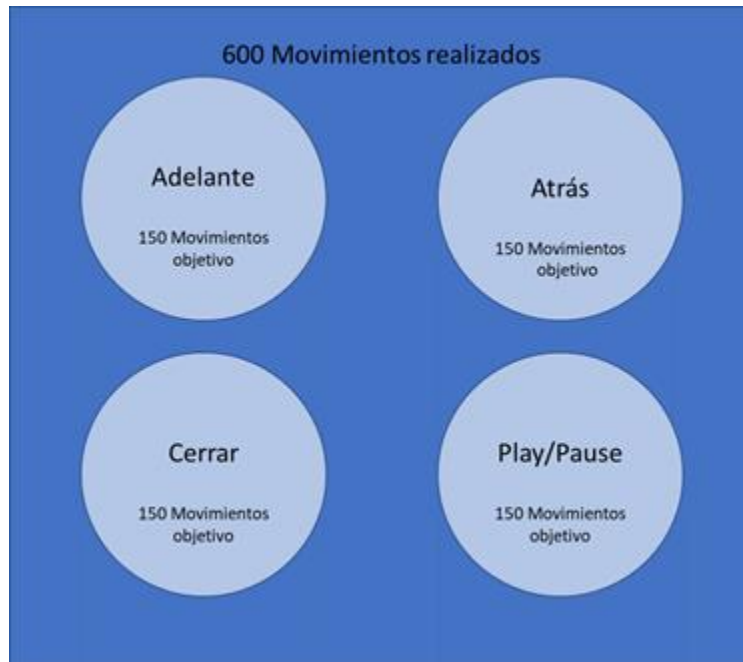 600 Movimientos realizados
Adelante
150 Movimientos
objetivo
Atrás
150 Movimientos
objetivo
Cerrar
150 Movimientos
objetivo
Play/Pause
150 Movimientos
objetivo